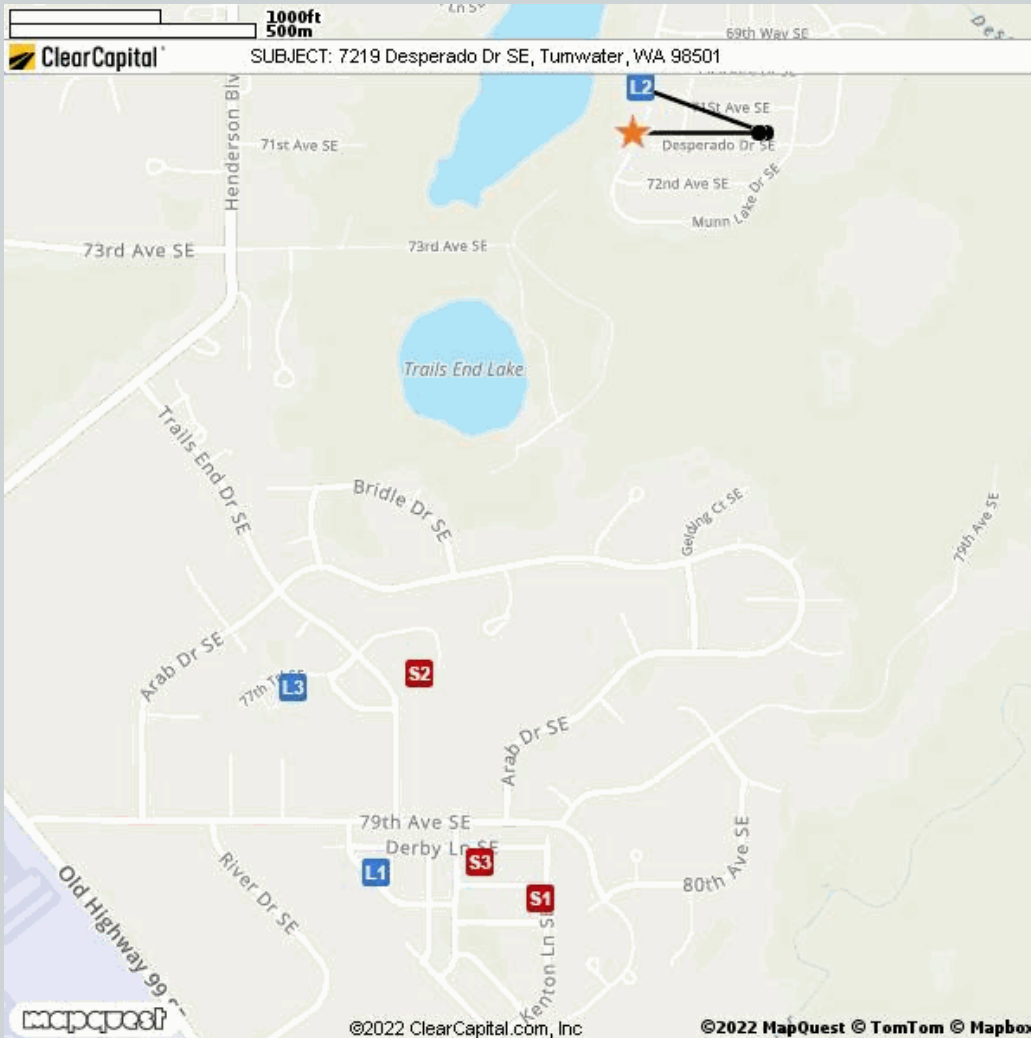 1000ft
500m
Ln S
69th Way SE
Des
ClearCapital
SUBJECT: 7219 Desperado Dr SE, Tumwater, WA 98501
L2
71St Ave SE
Henderson Blv
71st Ave SE
Desperado Dr SE
72nd Ave SE
Munn Lake Dr SE
73rd Ave SE
73rd Ave SE
Trails End Lake
Trails End Dr SE
Bridle Dr SE
Gelding Ct SE
79th Ave SE
Arab Dr SE
S2
77th
L3
Arab Dr SE
79th Ave SE
Derby Ln SE
S3
L1
River Dr SE
80th Ave SE
S1
Old Highway 99
Kenton Ln SE
mapquest
©2022 ClearCapital.com, Inc
©2022 MapQuest © TomTom © Mapbox